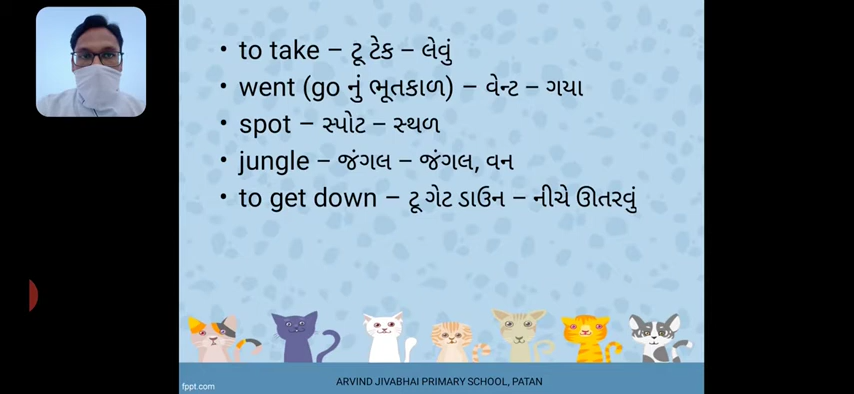 • to take – ટૂ ટેક – લેવું
• went (go નું ભૂતકાળ) – વેન્ટ – ગયા
• spot – સ્પોટ – સ્થળ
• jungle – જંગલ – જંગલ, વન
• to get down – ટૂ ગેટ ડાઉન – નીચે ઊતરવું
fppt.com
ARVIND JIVABHAI PRIMARY SCHOOL, PATAN